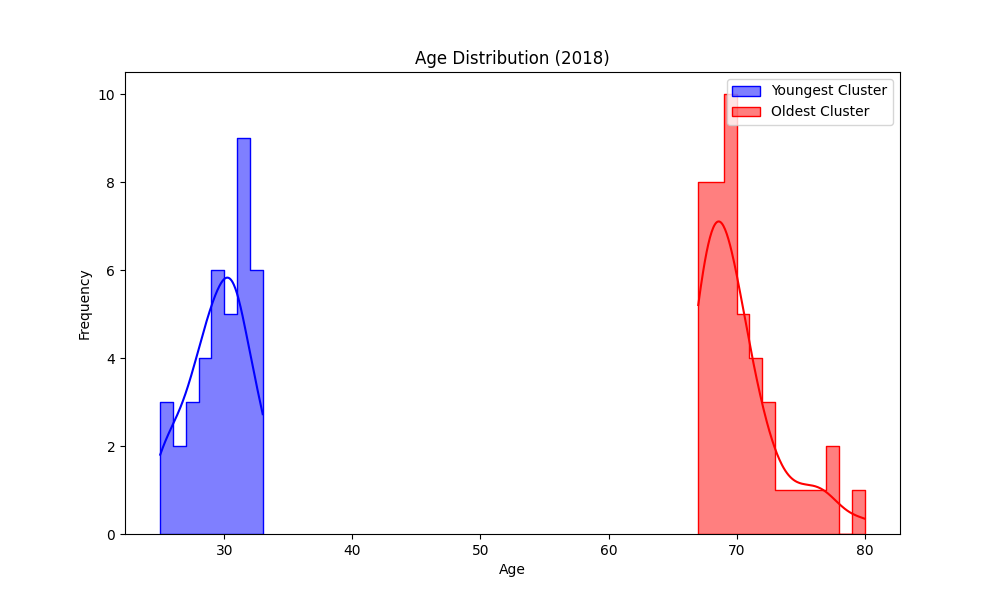 Age Distribution (2018)
Youngest Cluster
Oldest Cluster
Frequency
10
8
6
4
2
0
30 40 50 60 70 80
Age